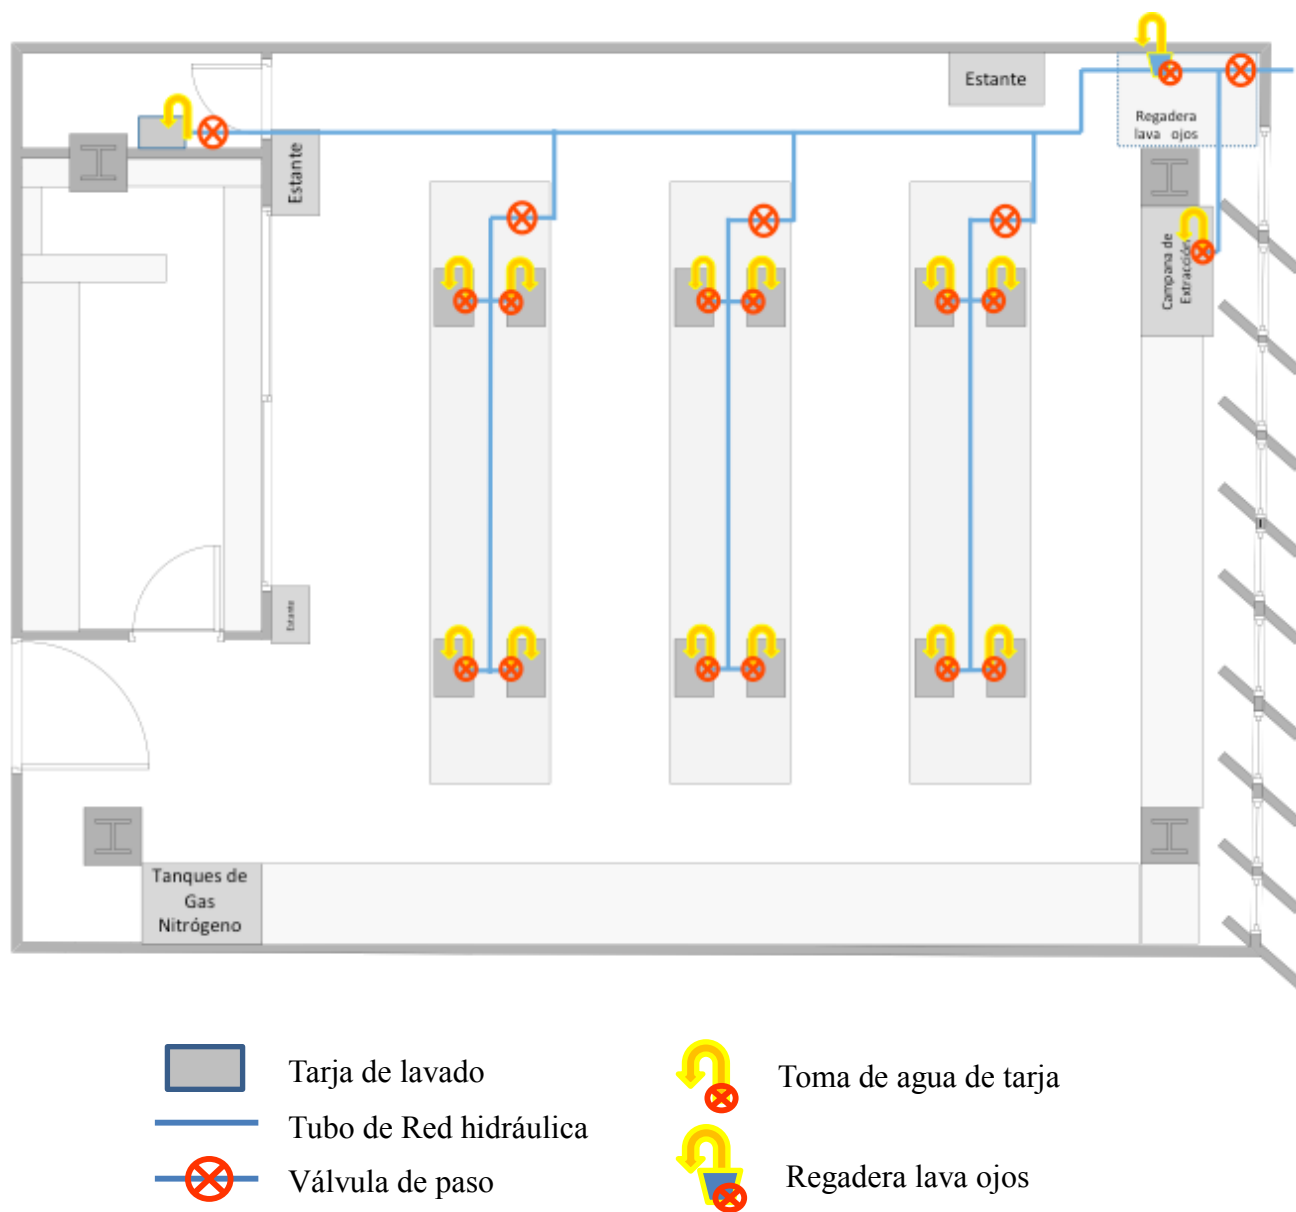 Estante
Regadera
lava ojos
Estante
Campana de
Extracción
Estante
Tanques de
Gas
Nitrógeno
Tarja de lavado
Toma de agua de tarja
Tubo de Red hidráulica
Válvula de paso
Regadera lava ojos